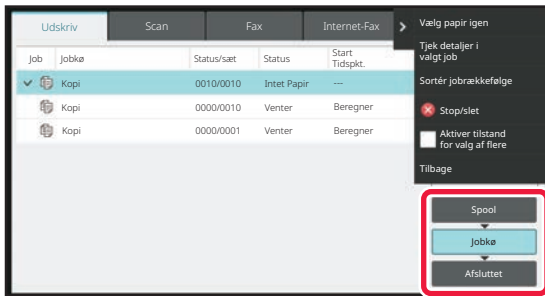 Udskriv Scan Fax Internet-Fax
Job Jobkø Status/sæt Status Start Tidspkt.
Kopi 0010/0010 Intet Papir ---
Kopi 0000/0010 Venter Beregner
Kopi 0000/0001 Venter Beregner
Vælg papir igen
Tjek detaljer i
valgt job
Sortér jobrækkefølge
Stop/slet
Aktiver tilstand
for valg af flere
Tilbage
Spool
Jobkø
Afsluttet